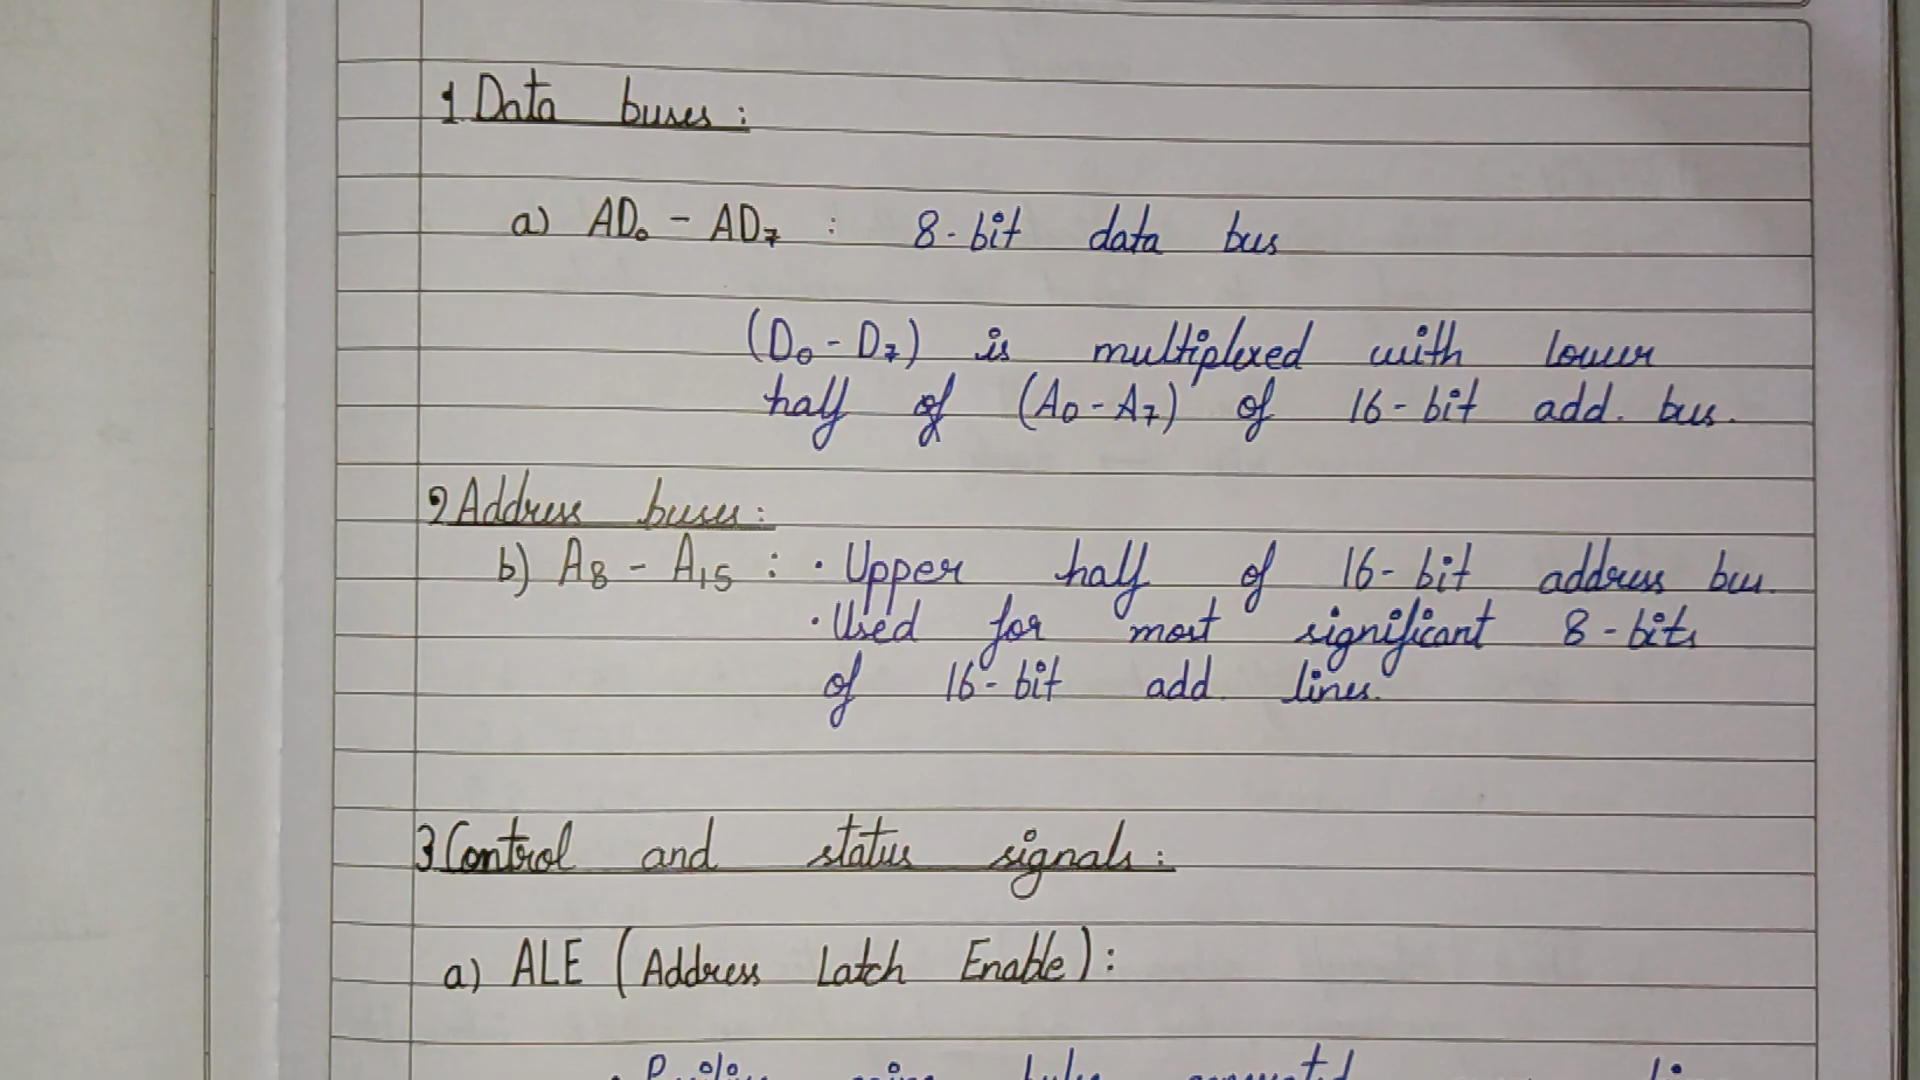 1 Data buses:
a) AD₀ - AD₇ : 8-bit data bus
(D₀ - D₇) is multiplexed with lower
half of (A₀ - A₇) of 16-bit add. bus.
2 Address buses:
b) A₈ - A₁₅ : · Upper half of 16-bit address bus.
· Used for most significant 8-bits
of 16-bit add. lines.
3 Control and status signals:
a) ALE (Address Latch Enable):